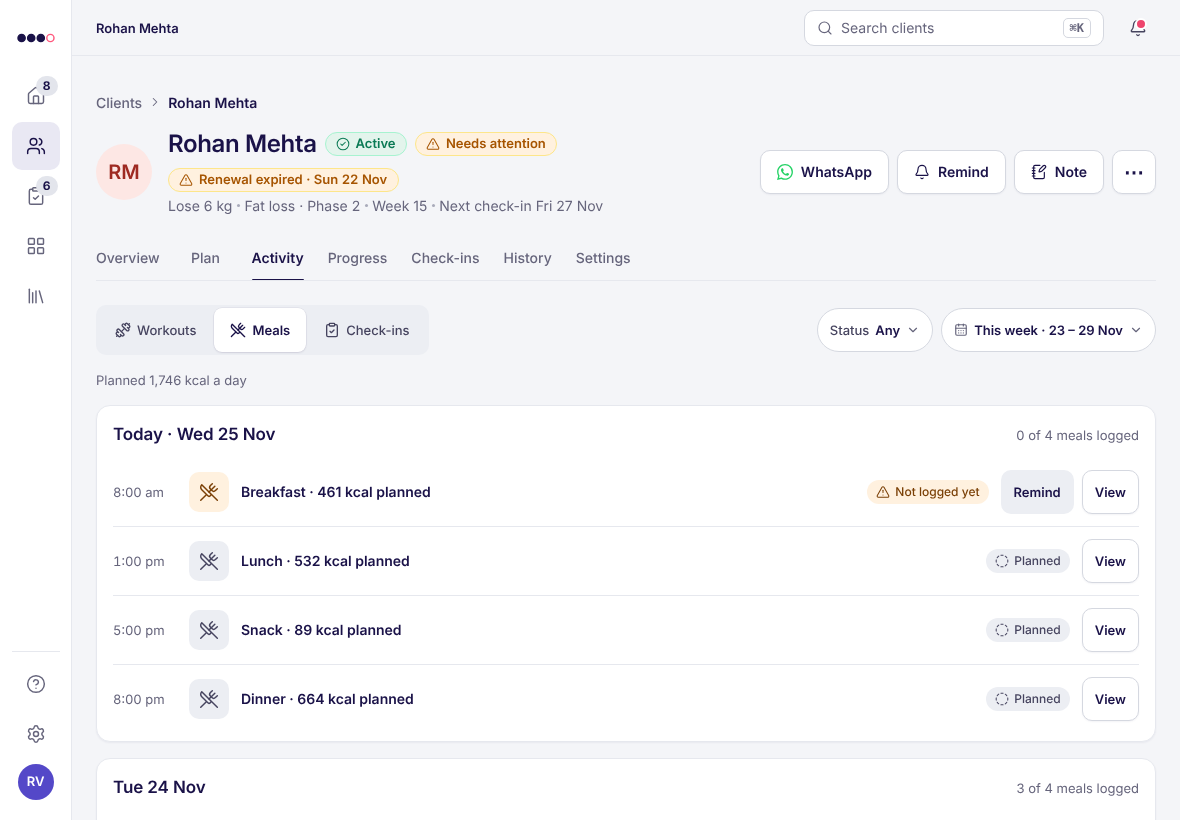 Rohan Mehta
Search clients
⌘K
8
6
Clients
Rohan Mehta
RM
Rohan Mehta
Active
Needs attention
Renewal expired · Sun 22 Nov
Lose 6 kg · Fat loss · Phase 2 · Week 15 · Next check-in Fri 27 Nov
WhatsApp
Remind
Note
Overview
Plan
Activity
Progress
Check-ins
History
Settings
Workouts
Meals
Check-ins
Status Any
This week · 23 – 29 Nov
Planned 1,746 kcal a day
Today · Wed 25 Nov
0 of 4 meals logged
8:00 am
Breakfast · 461 kcal planned
Not logged yet
Remind
View
1:00 pm
Lunch · 532 kcal planned
Planned
View
5:00 pm
Snack · 89 kcal planned
Planned
View
8:00 pm
Dinner · 664 kcal planned
Planned
View
Tue 24 Nov
3 of 4 meals logged
RV